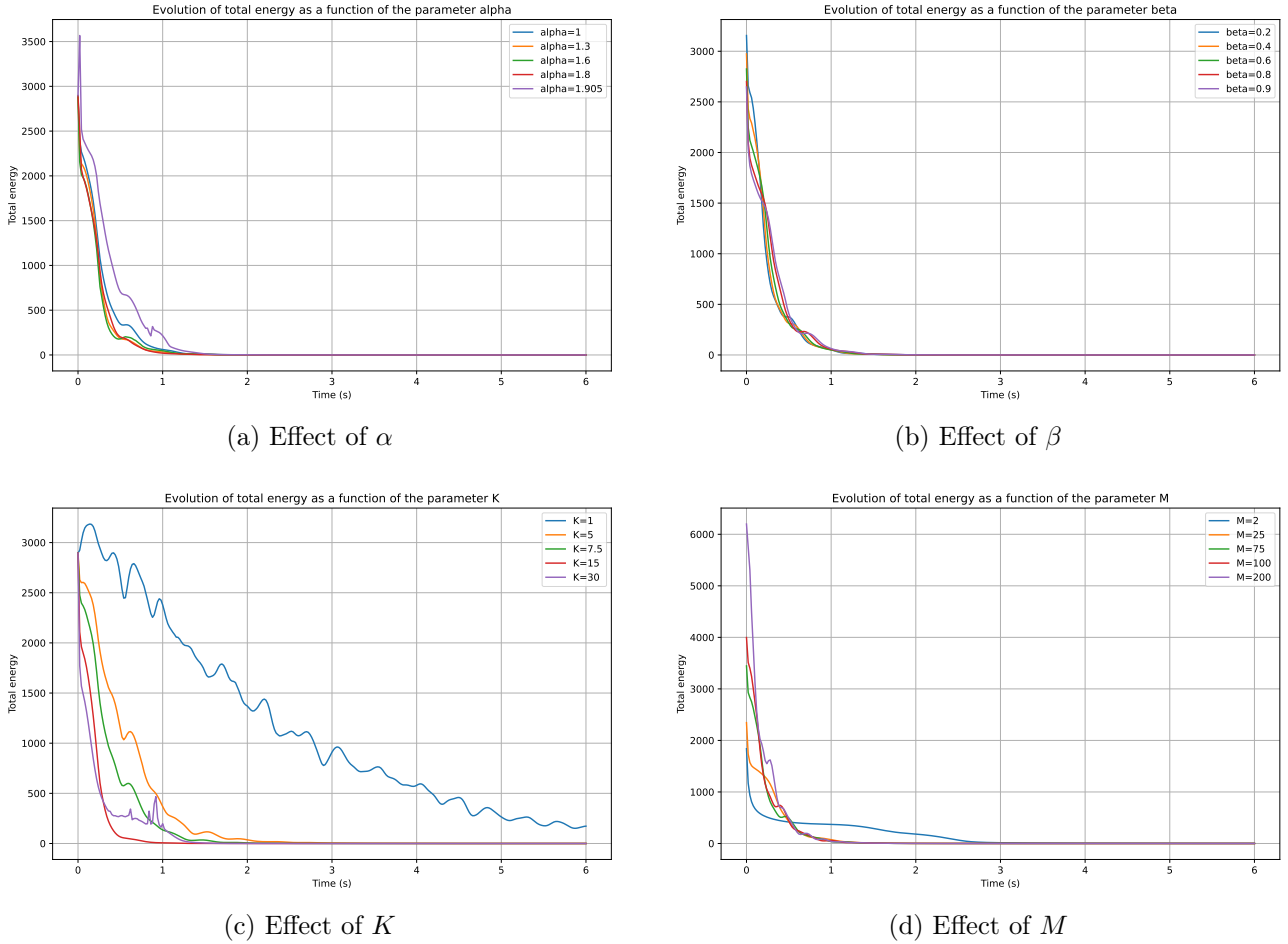 Evolution of total energy as a function of the parameter alpha
alpha=1
alpha=1.3
alpha=1.6
alpha=1.8
alpha=1.905
Total energy
3500
3000
2500
2000
1500
1000
500
0
0 1 2 3 4 5 6
Time (s)
(a) Effect of α
Evolution of total energy as a function of the parameter beta
beta=0.2
beta=0.4
beta=0.6
beta=0.8
beta=0.9
Total energy
3000
2500
2000
1500
1000
500
0
0 1 2 3 4 5 6
Time (s)
(b) Effect of β
Evolution of total energy as a function of the parameter K
K=1
K=5
K=7.5
K=15
K=30
Total energy
3000
2500
2000
1500
1000
500
0
0 1 2 3 4 5 6
Time (s)
(c) Effect of K
Evolution of total energy as a function of the parameter M
M=2
M=25
M=75
M=100
M=200
Total energy
6000
5000
4000
3000
2000
1000
0
0 1 2 3 4 5 6
Time (s)
(d) Effect of M